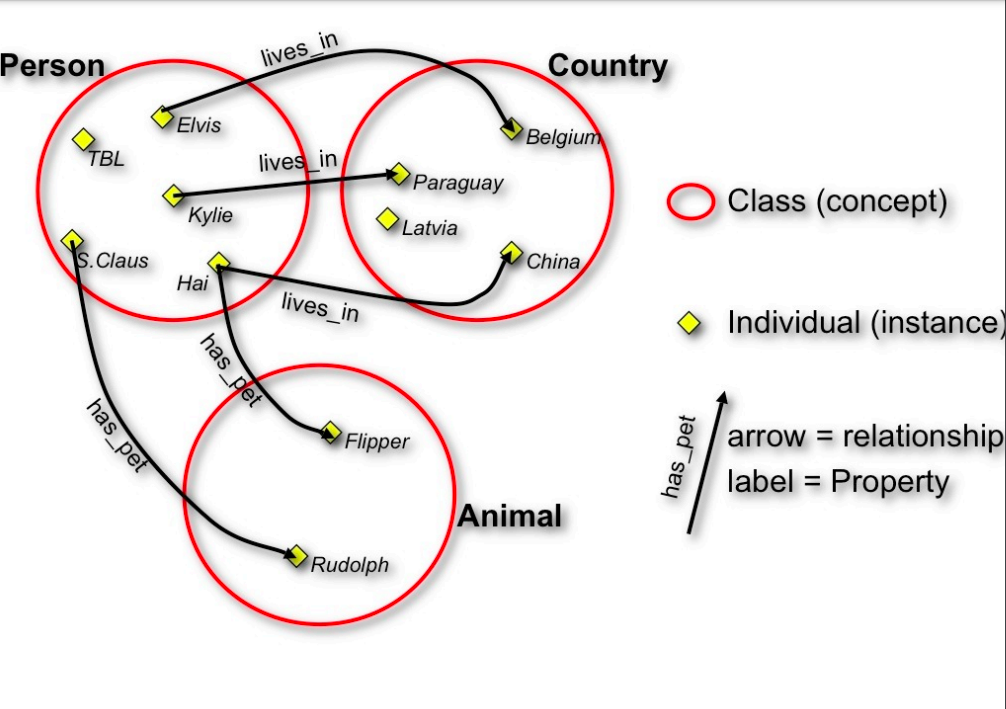 lives_in
Person
Country
Elvis
Belgium
TBL
lives_in
Paraguay
Kylie
Class (concept)
Latvia
S.Claus
China
Hai
lives_in
Individual (instance)
has_pet
has_pet
Flipper
has_pet
arrow = relationship
label = Property
Animal
Rudolph